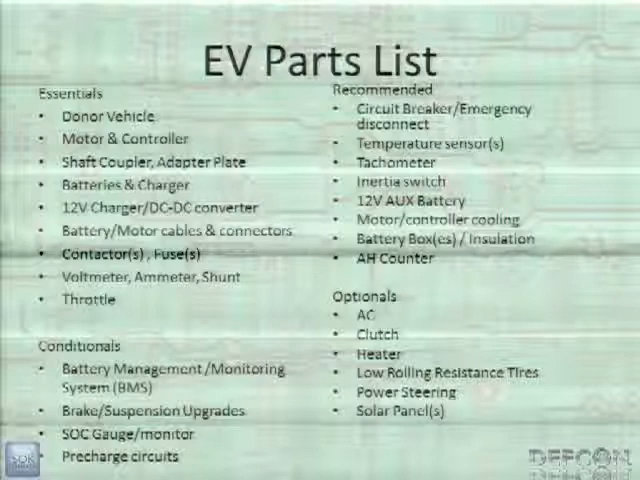 EV Parts List
Essentials
• Donor Vehicle
• Motor & Controller
• Shaft Coupler, Adapter Plate
• Batteries & Charger
• 12V Charger/DC-DC converter
• Battery/Motor cables & connectors
• Contactor(s) , Fuse(s)
• Voltmeter, Ammeter, Shunt
• Throttle
Conditionals
• Battery Management /Monitoring
System (BMS)
• Brake/Suspension Upgrades
• SOC Gauge/monitor
• Precharge circuits
Recommended
• Circuit Breaker/Emergency
disconnect
• Temperature sensor(s)
• Tachometer
• Inertia switch
• 12V AUX Battery
• Motor/controller cooling
• Battery Box(es) / Insulation
• AH Counter
Optionals
• AC
• Clutch
• Heater
• Low Rolling Resistance Tires
• Power Steering
• Solar Panel(s)
DEFCON